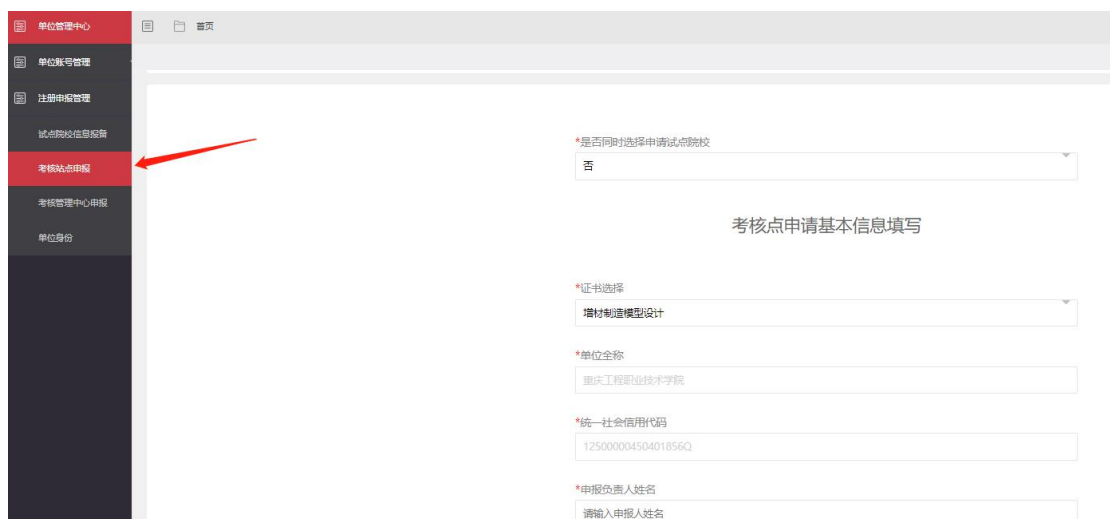 单位管理中心
首页
单位账号管理
注册申报管理
试点院校信息报备
考核站点申报
考核管理中心申报
单位身份
*是否同时选择申请试点院校
否
考核点申请基本信息填写
*证书选择
增材制造模型设计
*单位全称
重庆工程职业技术学院
*统一社会信用代码
12500000450401856Q
*申报负责人姓名
请输入申报人姓名